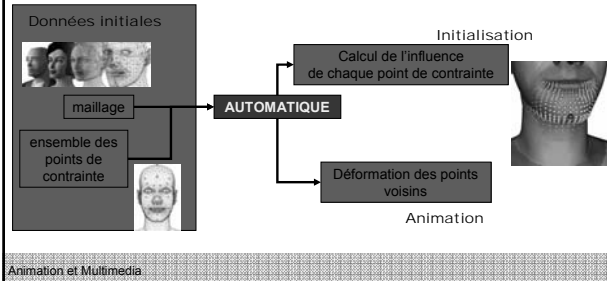 Données initiales
maillage
ensemble des
points de
contrainte
AUTOMATIQUE
Initialisation
Calcul de l'influence
de chaque point de contrainte
Déformation des points
voisins
Animation
Animation et Multimedia